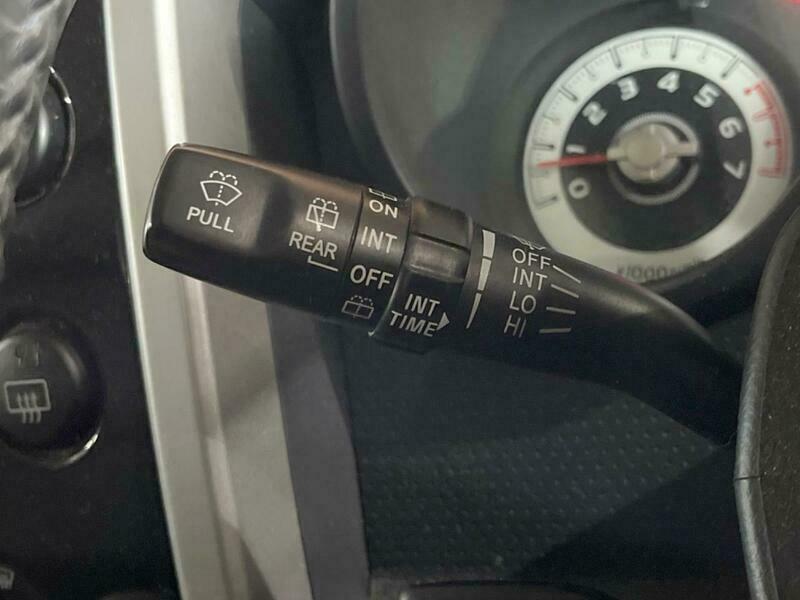 PULL
REAR
ON
INT
OFF
INT
TIME
OFF
INT
LO
HI
0
1
2
3
4
5
6
7